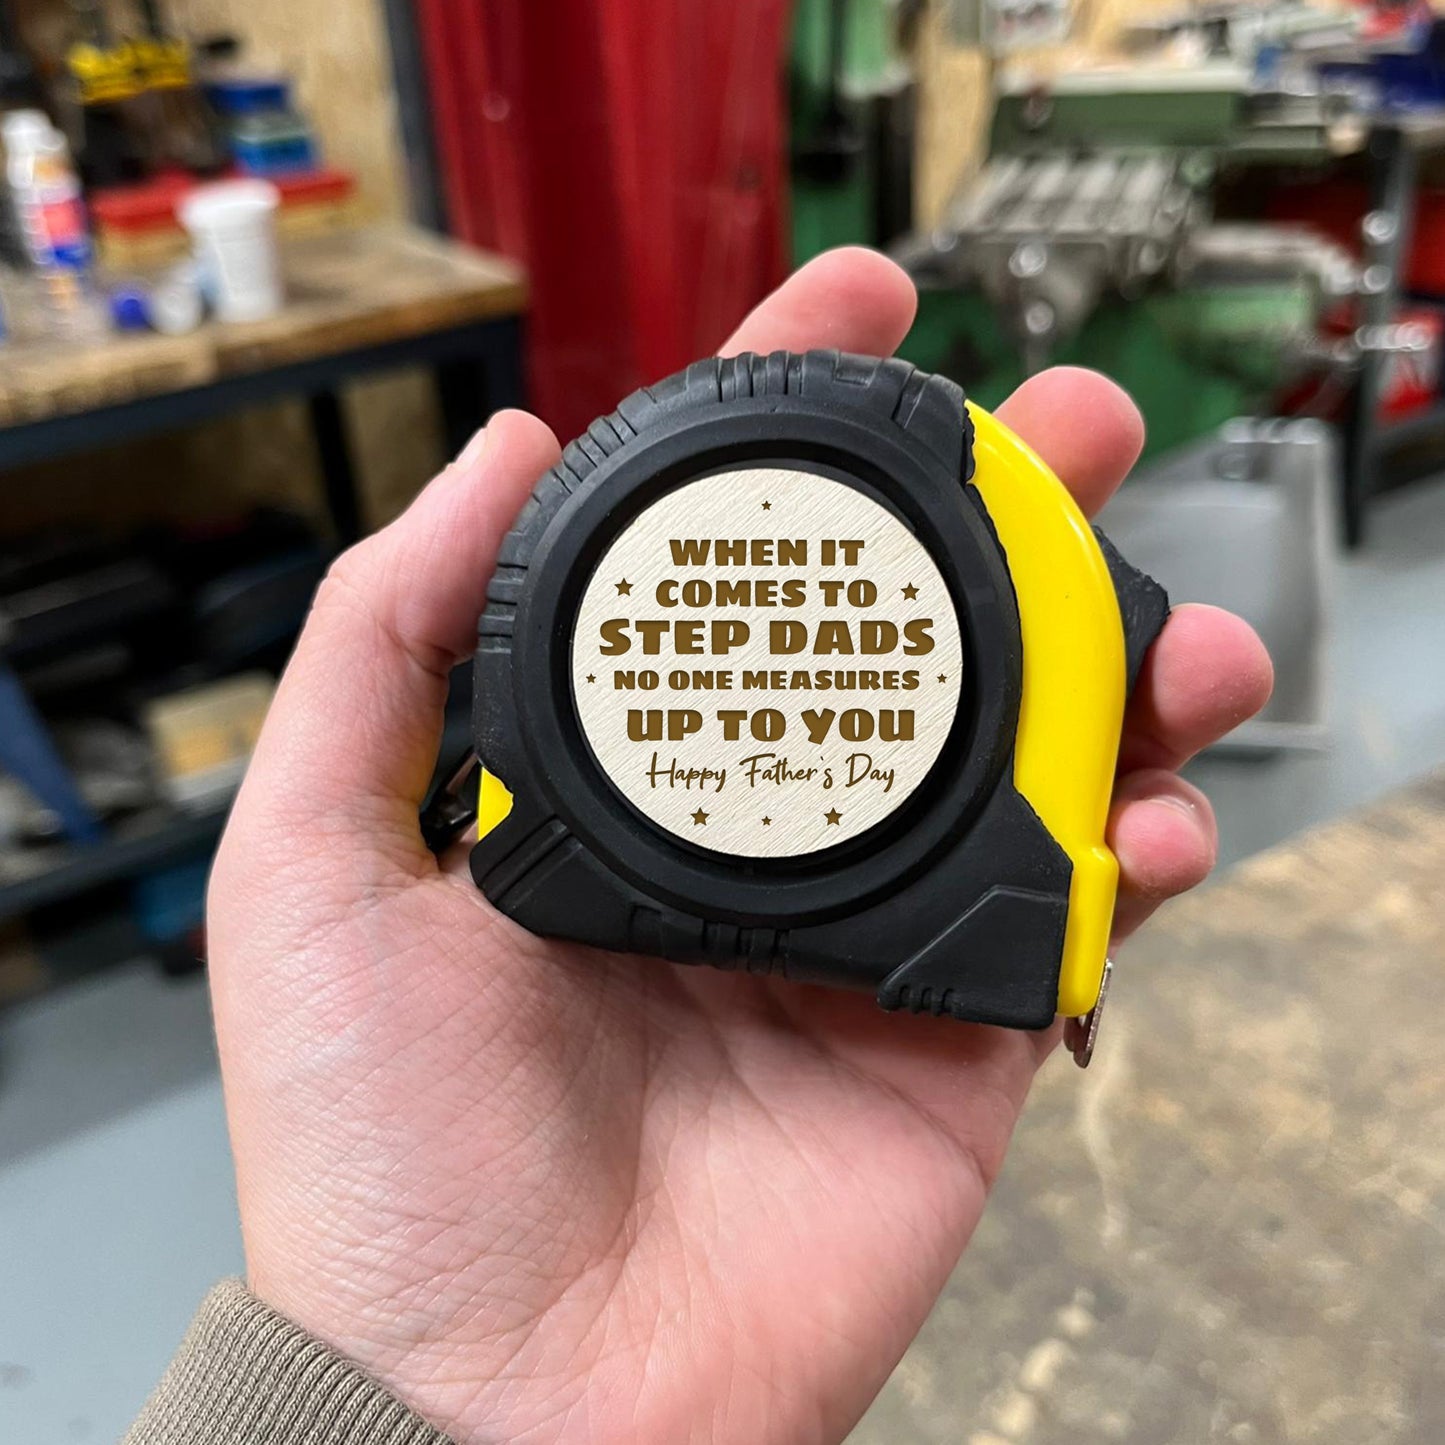 WHEN IT
COMES TO
STEP DADS
NO ONE MEASURES
UP TO YOU
Happy Father's Day